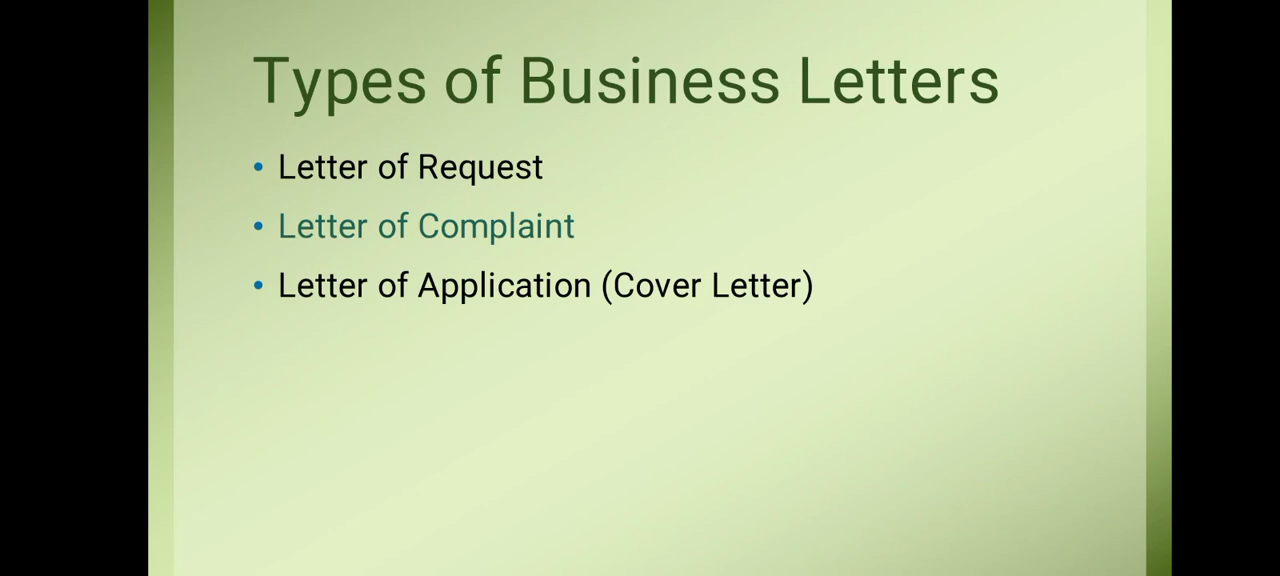 Types of Business Letters
• Letter of Request
• Letter of Complaint
• Letter of Application (Cover Letter)